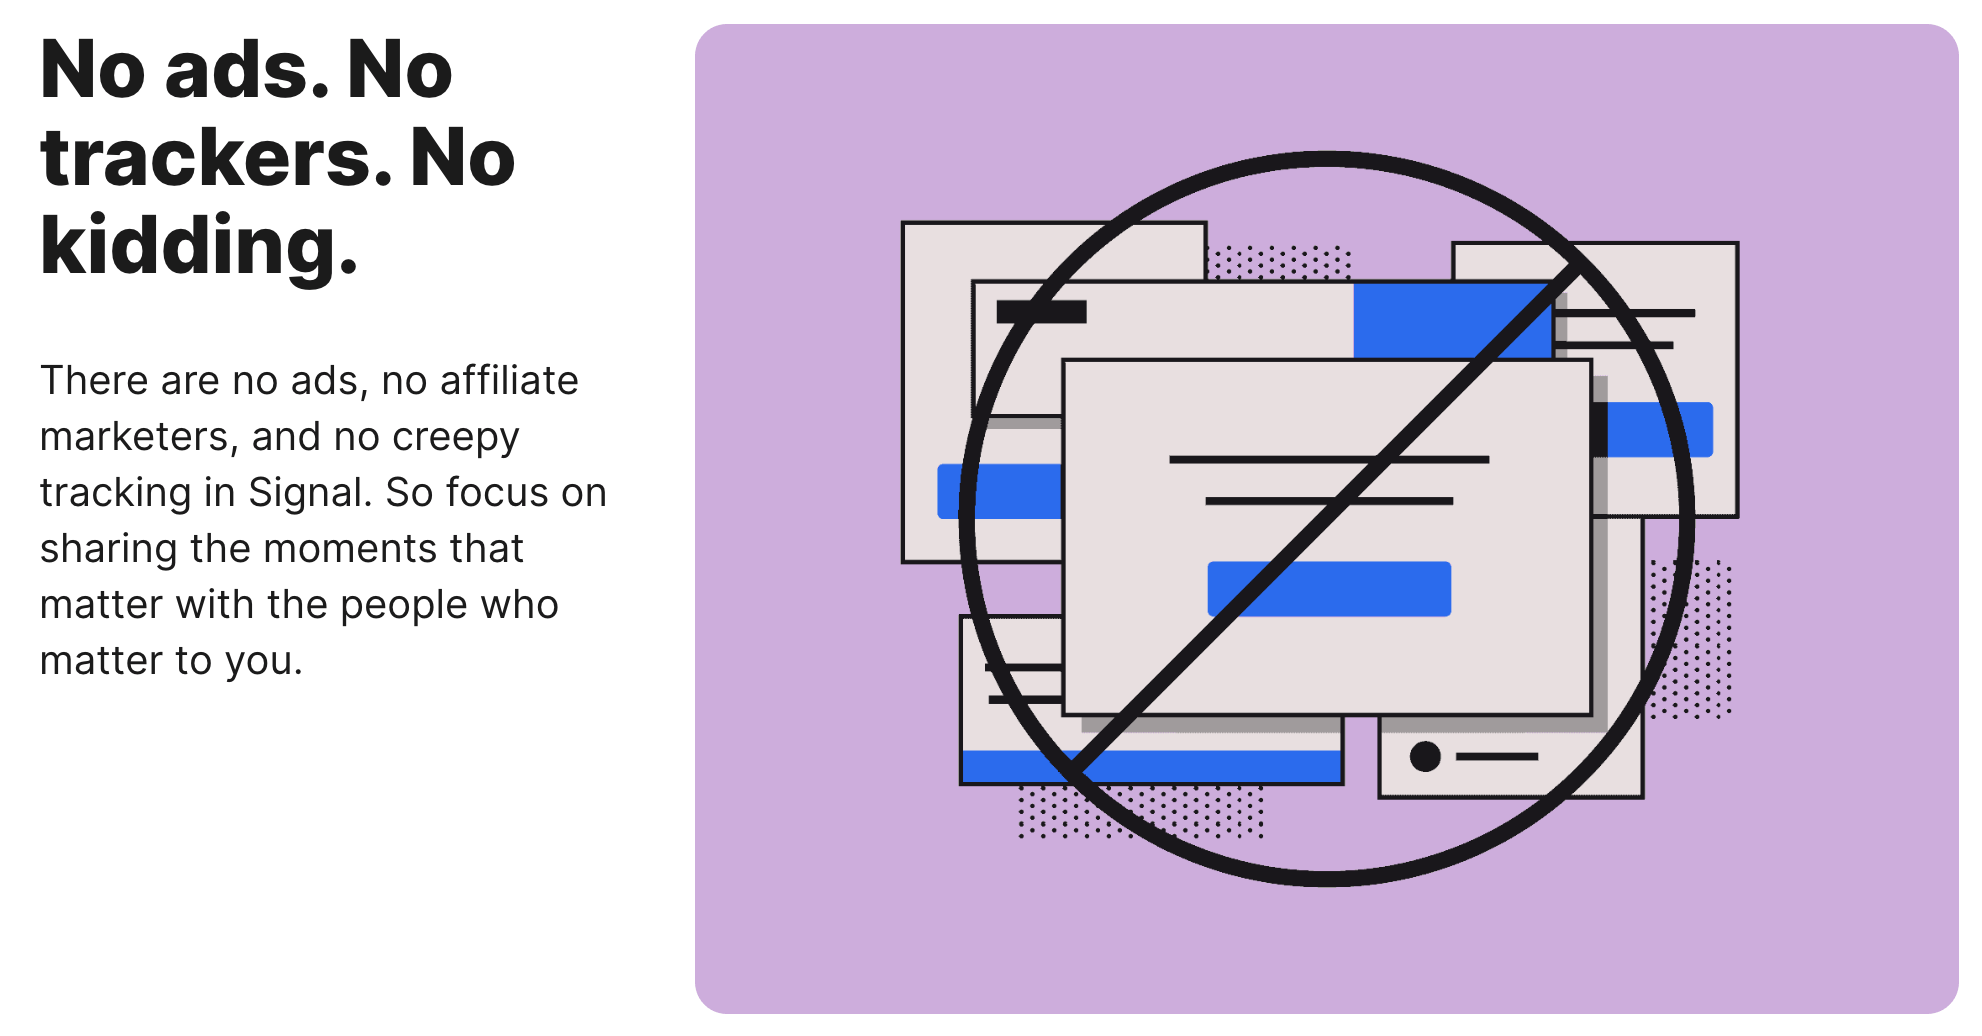 No ads. No
trackers. No
kidding.
There are no ads, no affiliate
marketers, and no creepy
tracking in Signal. So focus on
sharing the moments that
matter with the people who
matter to you.